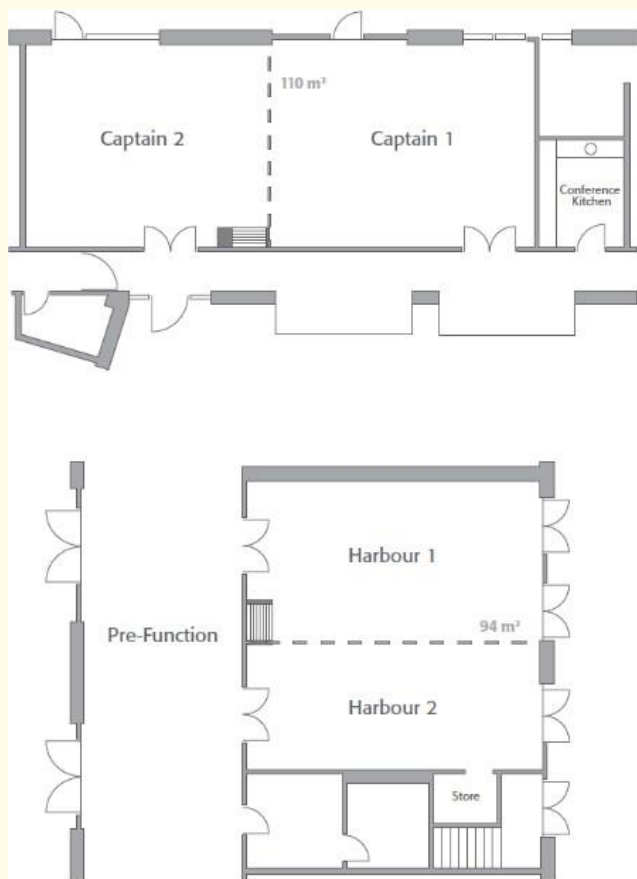 110 m²
Captain 2
Captain 1
Conference
Kitchen
Harbour 1
94 m²
Pre-Function
Harbour 2
Store